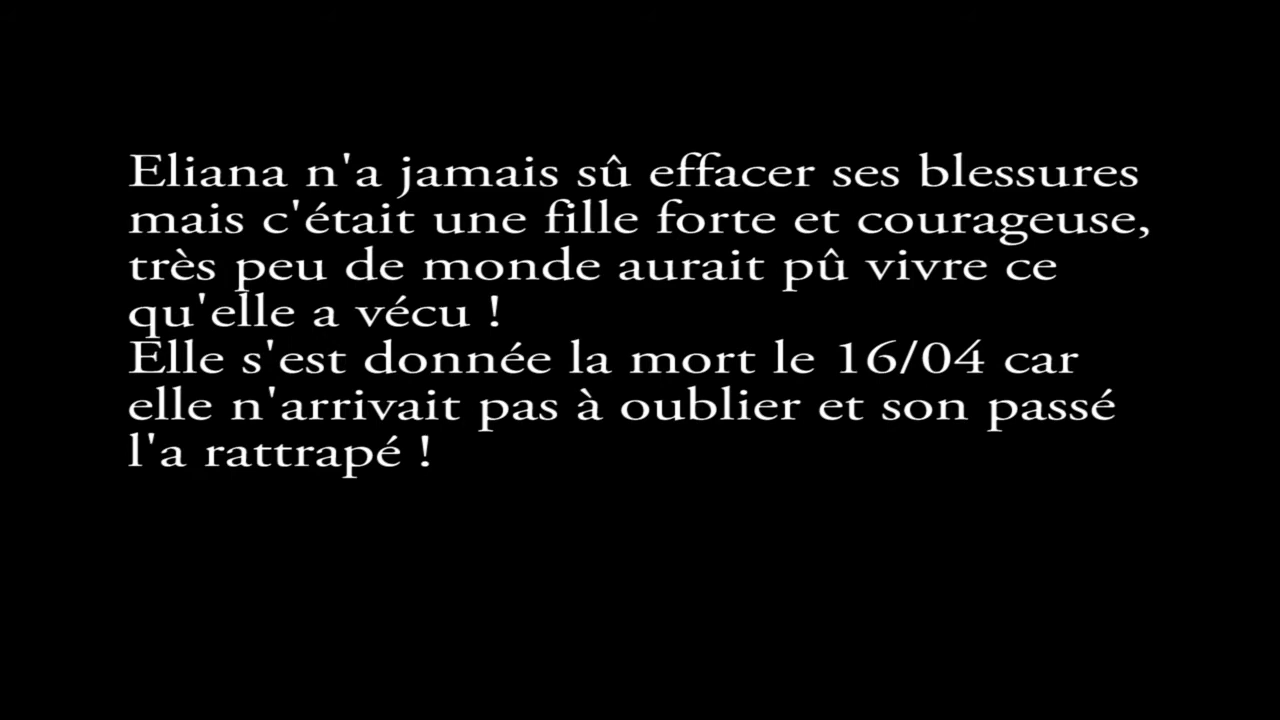 Eliana n'a jamais sû effacer ses blessures
mais c'était une fille forte et courageuse,
très peu de monde aurait pû vivre ce
qu'elle a vécu !
Elle s'est donnée la mort le 16/04 car
elle n'arrivait pas à oublier et son passé
l'a rattrapé !